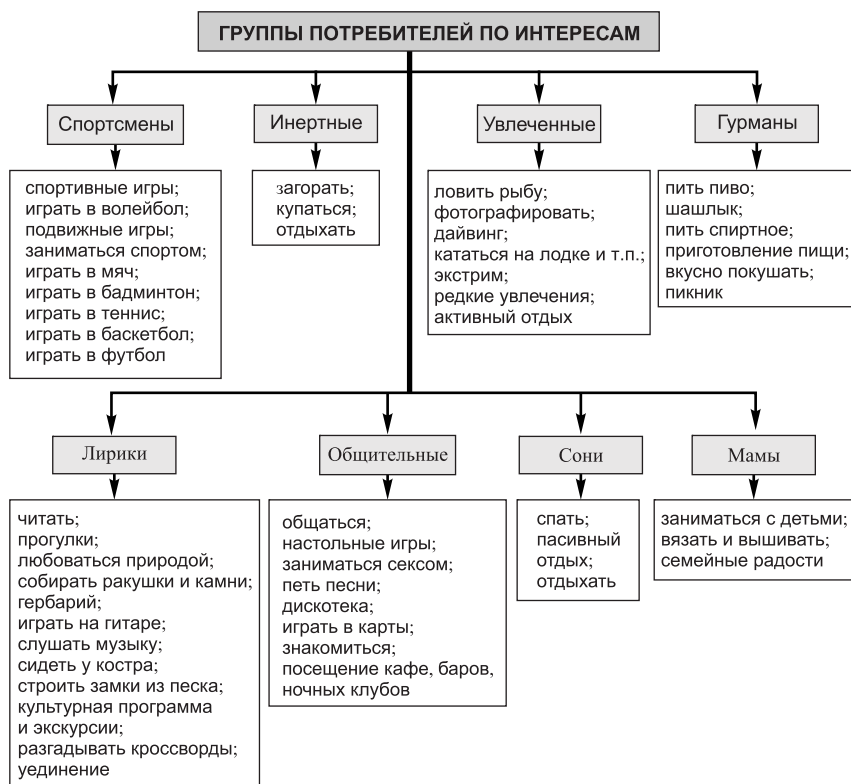 ГРУППЫ ПОТРЕБИТЕЛЕЙ ПО ИНТЕРЕСАМ
Спортсмены
спортивные игры;
играть в волейбол;
подвижные игры;
заниматься спортом;
играть в мяч;
играть в бадминтон;
играть в теннис;
играть в баскетбол;
играть в футбол
Инертные
загорать;
купаться;
отдыхать
Увлеченные
ловить рыбу;
фотографировать;
дайвинг;
кататься на лодке и т.п.;
экстрим;
редкие увлечения;
активный отдых
Гурманы
пить пиво;
шашлык;
пить спиртное;
приготовление пищи;
вкусно покушать;
пикник
Лирики
читать;
прогулки;
любоваться природой;
собирать ракушки и камни;
гербарий;
играть на гитаре;
слушать музыку;
сидеть у костра;
строить замки из песка;
культурная программа
и экскурсии;
разгадывать кроссворды;
уединение
Общительные
общаться;
настольные игры;
заниматься сексом;
петь песни;
дискотека;
играть в карты;
знакомиться;
посещение кафе, баров,
ночных клубов
Сони
спать;
пасивный
отдых;
отдыхать
Мамы
заниматься с детьми;
вязать и вышивать;
семейные радости